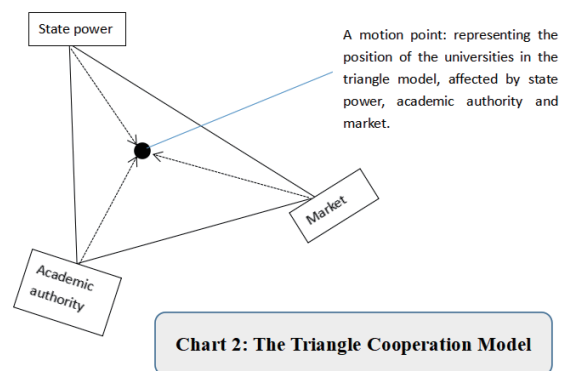 State power
A motion point: representing the
position of the universities in the
triangle model, affected by state
power, academic authority and
market.
Market
Academic
authority
Chart 2: The Triangle Cooperation Model